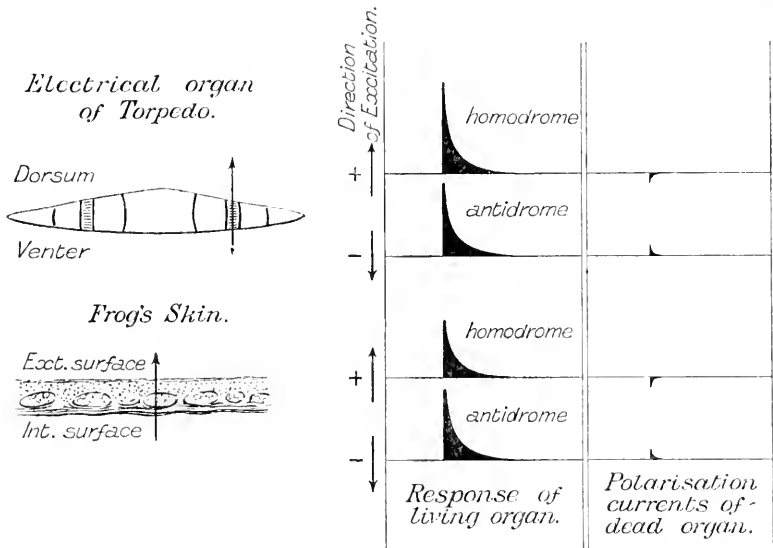 Electrical organ
of Torpedo.
Dorsum
Venter
Frog's Skin.
Ext. surface
Int. surface
Direction
of Excitation.
+
homodrome
−
antidrome
+
homodrome
−
antidrome
Response of
living organ.
Polarisation
currents of
dead organ.